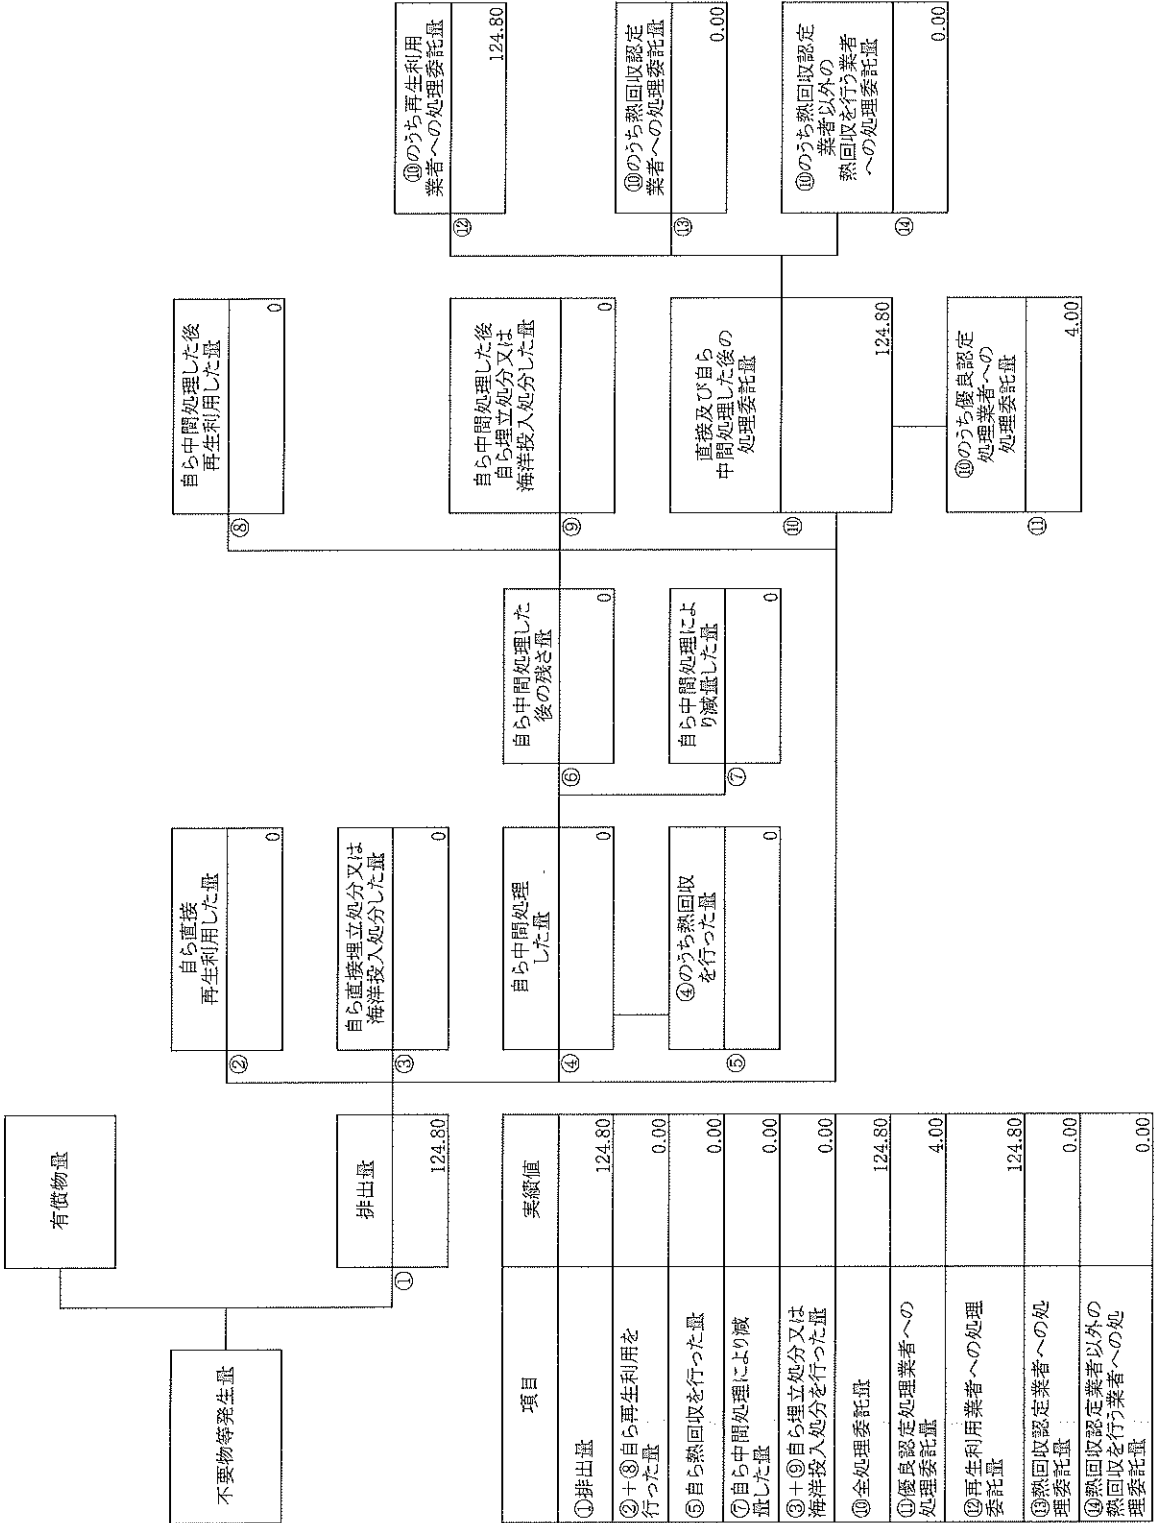 不要物等発生量
有償物量
①
排出量
124.80
②
自ら直接
再生利用した量
0
③
自ら直接埋立処分又は
海洋投入処分した量
0
④
自ら中間処理
した量
0
⑤
④のうち熱回収
を行った量
0
⑥
自ら中間処理した
後の残さ量
0
⑦
自ら中間処理によ
り減量した量
0
⑧
自ら中間処理した後
再生利用した量
0
⑨
自ら中間処理した後
自ら埋立処分又は
海洋投入処分した量
0
⑩
直接及び自ら
中間処理した後の
処理委託量
124.80
⑪
⑩のうち優良認定
処理業者への
処理委託量
4.00
⑫
⑩のうち再生利用
業者への処理委託量
124.80
⑬
⑩のうち熱回収認定
業者への処理委託量
0.00
⑭
⑩のうち熱回収認定
業者以外の
熱回収を行う業者
への処理委託量
0.00
項目
実績値
①排出量
124.80
②+⑧自ら再生利用を
行った量
0.00
⑤自ら熱回収を行った量
0.00
⑦自ら中間処理により減
量した量
0.00
③+⑨自ら埋立処分又は
海洋投入処分を行った量
0.00
⑩全処理委託量
124.80
⑪優良認定処理業者への
処理委託量
4.00
⑫再生利用業者への処理
委託量
124.80
⑬熱回収認定業者への処
理委託量
0.00
⑭熱回収認定業者以外の
熱回収を行う業者への処
理委託量
0.00